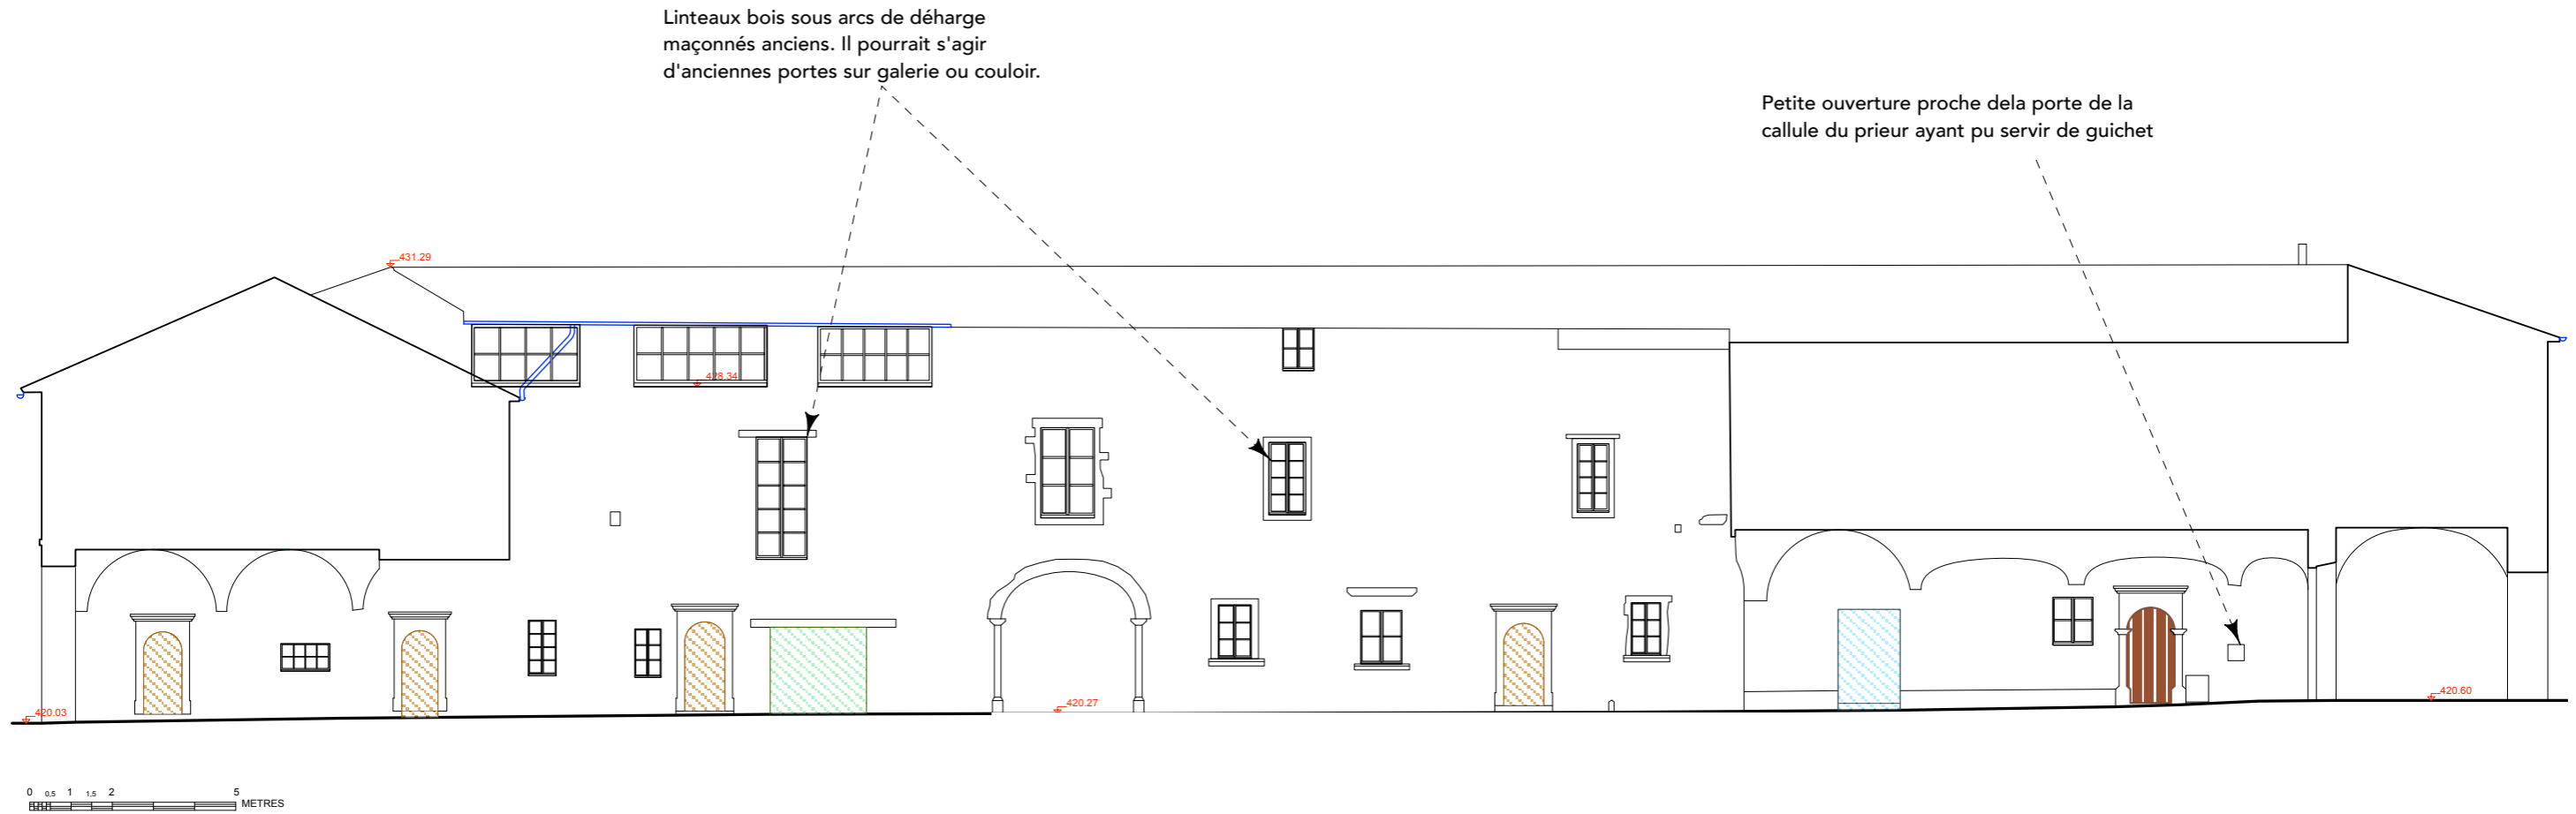 Linteaux bois sous arcs de déharge
maçonnés anciens. Il pourrait s'agir
d'anciennes portes sur galerie ou couloir.
Petite ouverture proche dela porte de la
callule du prieur ayant pu servir de guichet
431.29
428.34
420.03
420.27
420.60
0 0,5 1 1,5 2 5
METRES